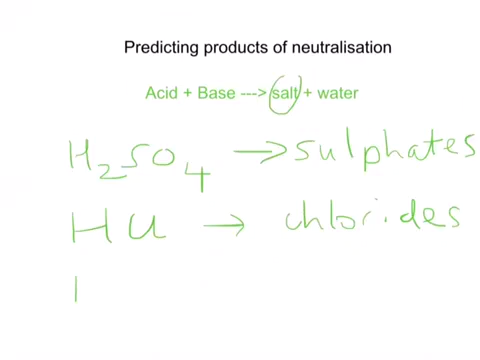 Predicting products of neutralisation
Acid + Base ---> salt + water
H2SO4 → sulphates
HCl → chlorides